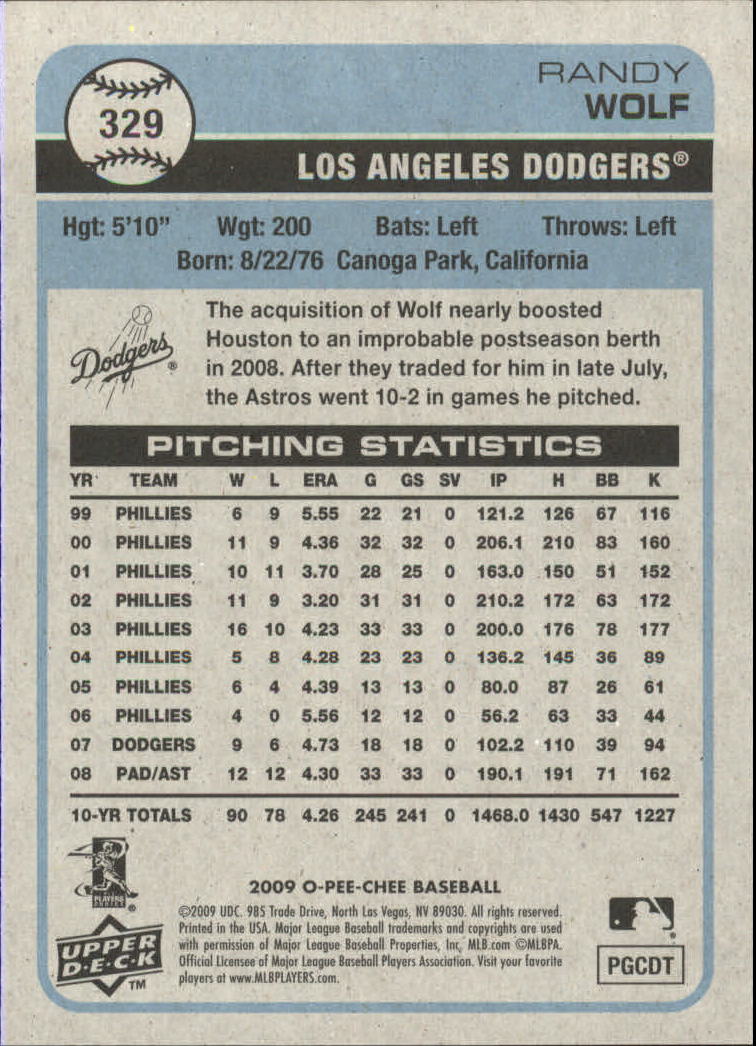 329
RANDY
WOLF
LOS ANGELES DODGERS®
Hgt: 5'10" Wgt: 200 Bats: Left Throws: Left
Born: 8/22/76 Canoga Park, California
Dodgers®
The acquisition of Wolf nearly boosted
Houston to an improbable postseason berth
in 2008. After they traded for him in late July,
the Astros went 10-2 in games he pitched.
PITCHING STATISTICS
YR TEAM W L ERA G GS SV IP H BB K
99 PHILLIES 6 9 5.55 22 21 0 121.2 126 67 116
00 PHILLIES 11 9 4.36 32 32 0 206.1 210 83 160
01 PHILLIES 10 11 3.70 28 25 0 163.0 150 51 152
02 PHILLIES 11 9 3.20 31 31 0 210.2 172 63 172
03 PHILLIES 16 10 4.23 33 33 0 200.0 176 78 177
04 PHILLIES 5 8 4.28 23 23 0 136.2 145 36 89
05 PHILLIES 6 4 4.39 13 13 0 80.0 87 26 61
06 PHILLIES 4 0 5.56 12 12 0 56.2 63 33 44
07 DODGERS 9 6 4.73 18 18 0 102.2 110 39 94
08 PAD/AST 12 12 4.30 33 33 0 190.1 191 71 162
10-YR TOTALS 90 78 4.26 245 241 0 1468.0 1430 547 1227
PLAYERS
CHOICE®
2009 O-PEE-CHEE BASEBALL
©2009 UDC. 985 Trade Drive, North Las Vegas, NV 89030. All rights reserved.
Printed in the USA. Major League Baseball trademarks and copyrights are used
with permission of Major League Baseball Properties, Inc, MLB.com ©MLBPA.
Official Licensee of Major League Baseball Players Association. Visit your favorite
players at www.MLBPLAYERS.com.
UPPER
D·E·C·K
TM
PGCDT